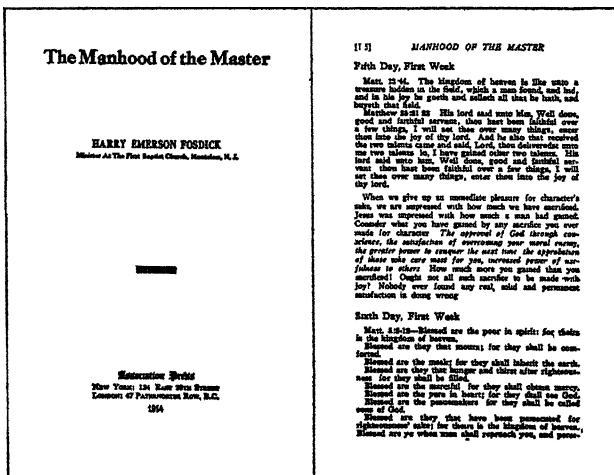 The Manhood of the Master
HARRY EMERSON FOSDICK
Minister At The First Baptist Church, Montclair, N. J.
Association Press
NEW YORK: 124 EAST 28TH STREET
LONDON: 47 PATERNOSTER ROW, E.C.
1914
[I 5] MANHOOD OF THE MASTER
Fifth Day, First Week
Matt. 13 44. The kingdom of heaven is like unto a
treasure hidden in the field, which a man found, and hid,
and in his joy he goeth and selleth all that he hath, and
buyeth that field.
Matthew 25:21 23 His lord said unto him, Well done,
good and faithful servant, thou hast been faithful over
a few things, I will set thee over many things, enter
thou into the joy of thy lord. And he also that received
the two talents came and said, Lord, thou deliveredst unto
me two talents lo, I have gained other two talents. His
lord said unto him, Well done, good and faithful ser-
vant thou hast been faithful over a few things, I will
set thee over many things, enter thou into the joy of
thy lord.
When we give up an immediate pleasure for character's
sake, we are impressed with how much we have sacrificed.
Jesus was impressed with how much a man had gained.
Consider what you have gained by any sacrifice you ever
made for character The approval of God through con-
science, the satisfaction of overcoming your moral enemy,
the greater power to conquer the next time the approbation
of those who care most for you, increased power of use-
fulness to others How much more you gained than you
sacrificed! Ought not all such sacrifice to be made with
joy? Nobody ever found any real, solid and permanent
satisfaction in doing wrong
Sixth Day, First Week
Matt. 5:3-12—Blessed are the poor in spirit: for theirs
is the kingdom of heaven.
Blessed are they that mourn; for they shall be com-
forted.
Blessed are the meek; for they shall inherit the earth.
Blessed are they that hunger and thirst after righteous-
ness for they shall be filled.
Blessed are the merciful for they shall obtain mercy.
Blessed are the pure in heart; for they shall see God.
Blessed are the peacemakers for they shall be called
sons of God.
Blessed are they that have been persecuted for
righteousness' sake; for theirs is the kingdom of heaven.
Blessed are ye when men shall reproach you, and perse-